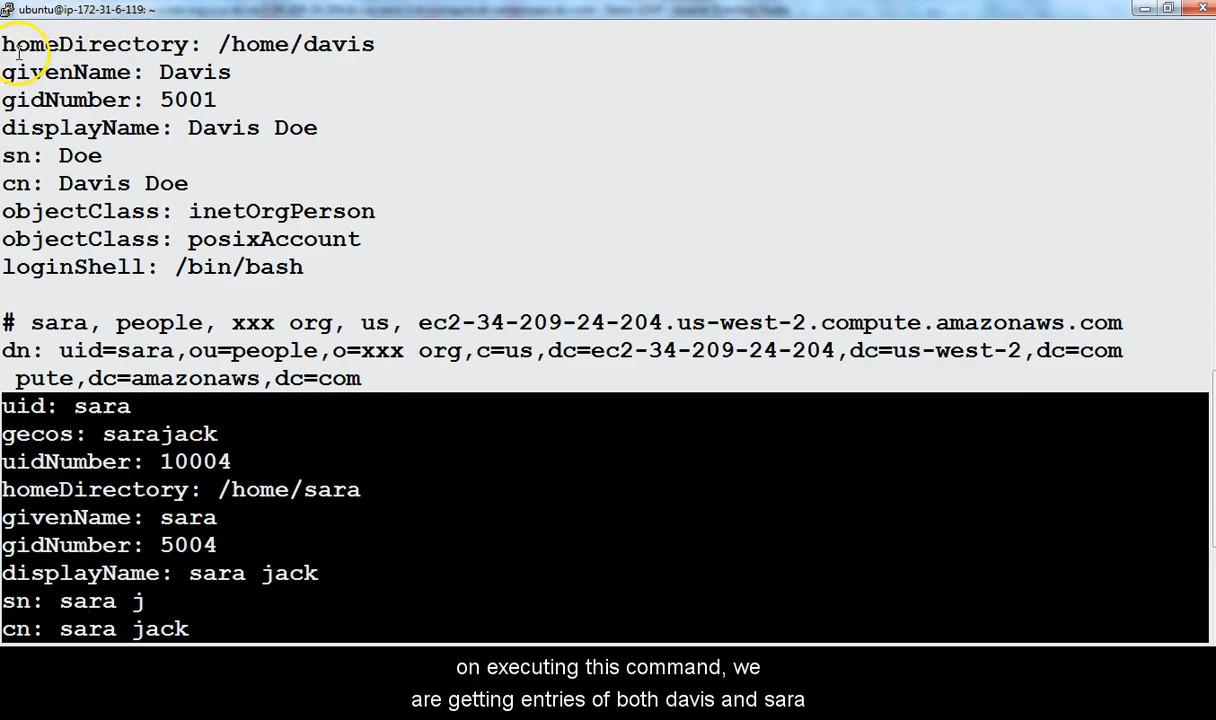 ubuntu@ip-172-31-6-119: ~
homeDirectory: /home/davis
givenName: Davis
gidNumber: 5001
displayName: Davis Doe
sn: Doe
cn: Davis Doe
objectClass: inetOrgPerson
objectClass: posixAccount
loginShell: /bin/bash
# sara, people, xxx org, us, ec2-34-209-24-204.us-west-2.compute.amazonaws.com
dn: uid=sara,ou=people,o=xxx org,c=us,dc=ec2-34-209-24-204,dc=us-west-2,dc=com
pute,dc=amazonaws,dc=com
uid: sara
gecos: sarajack
uidNumber: 10004
homeDirectory: /home/sara
givenName: sara
gidNumber: 5004
displayName: sara jack
sn: sara j
cn: sara jack
on executing this command, we
are getting entries of both davis and sara